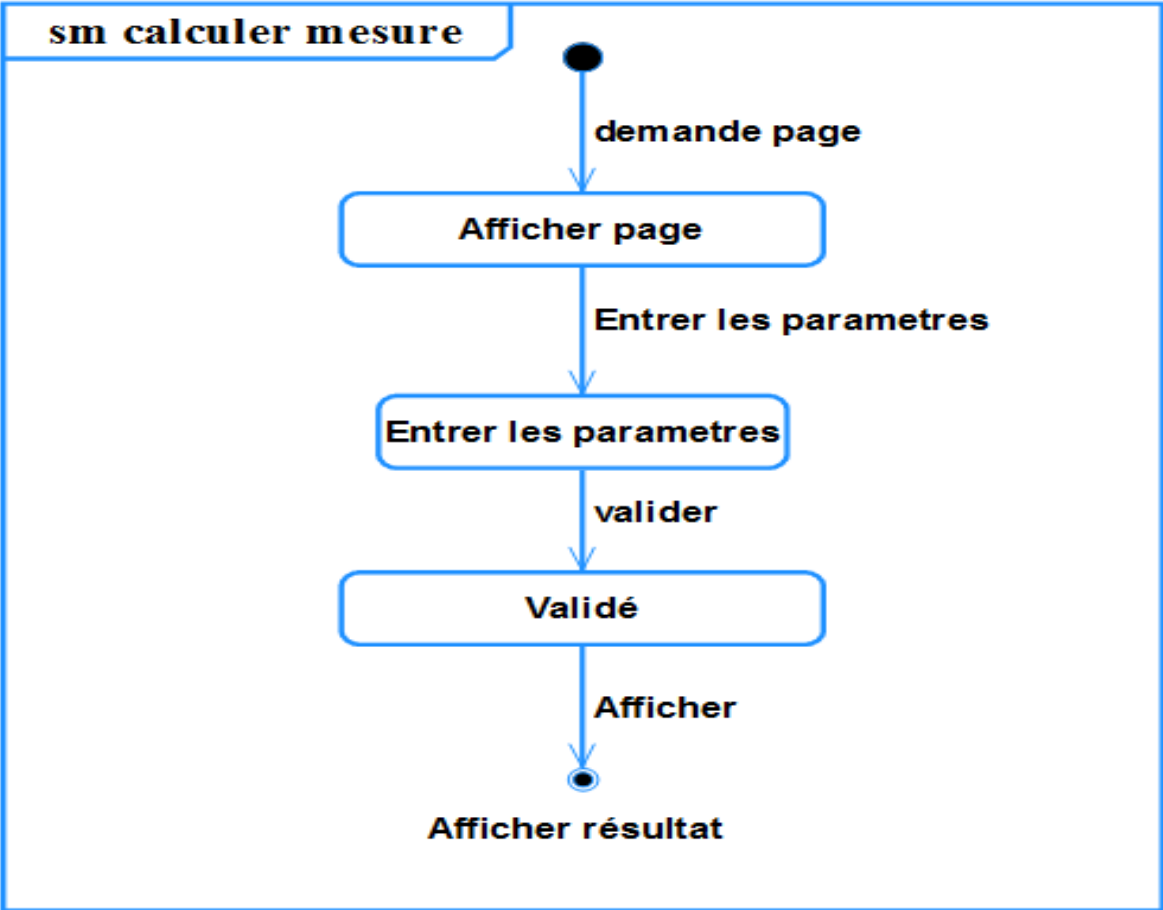 sm calculer mesure
demande page
Afficher page
Entrer les parametres
Entrer les parametres
valider
Validé
Afficher
Afficher résultat